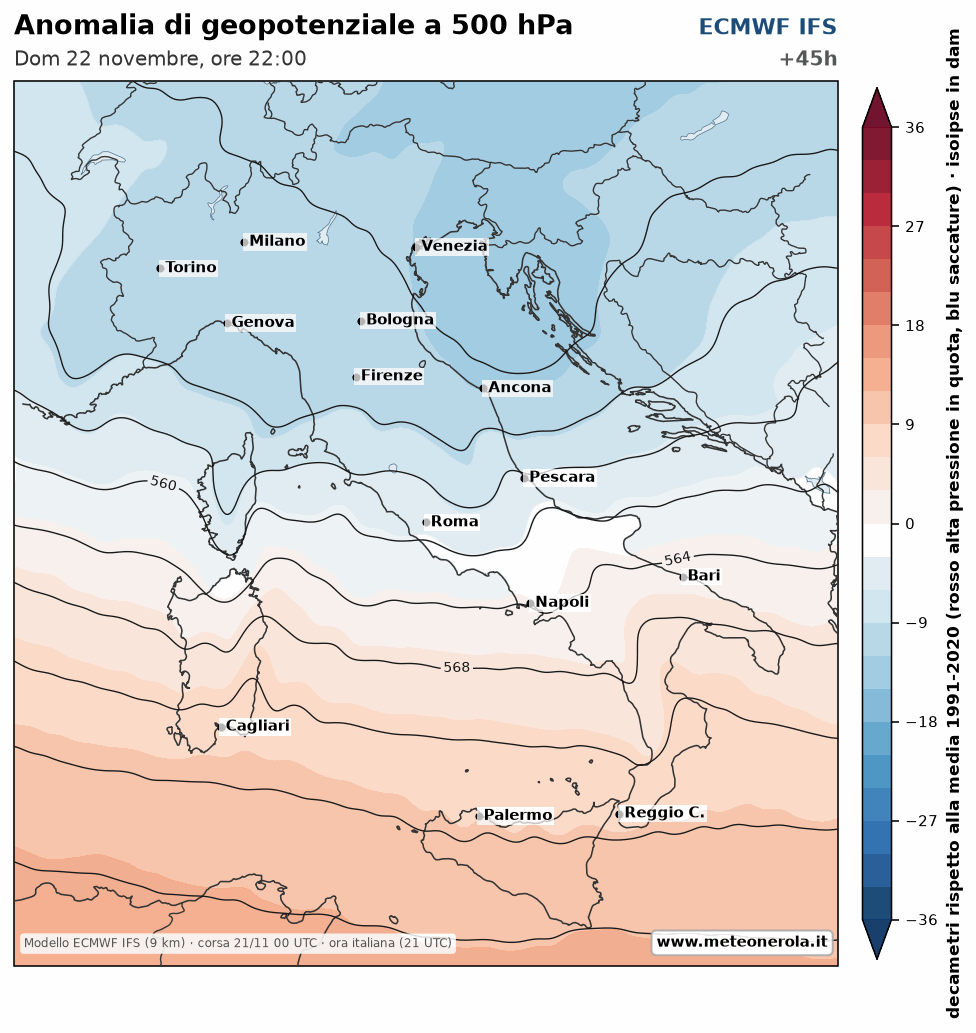 Anomalia di geopotenziale a 500 hPa
ECMWF IFS
Dom 22 novembre, ore 22:00
+45h
Milano
Venezia
Torino
Genova
Bologna
Firenze
Ancona
560
Pescara
Roma
564
Bari
Napoli
568
Cagliari
Palermo
Reggio C.
Modello ECMWF IFS (9 km) · corsa 21/11 00 UTC · ora italiana (21 UTC)
www.meteonerola.it
36
27
18
9
0
−9
−18
−27
−36
decametri rispetto alla media 1991-2020 (rosso alta pressione in quota, blu saccature) · isoipse in dam